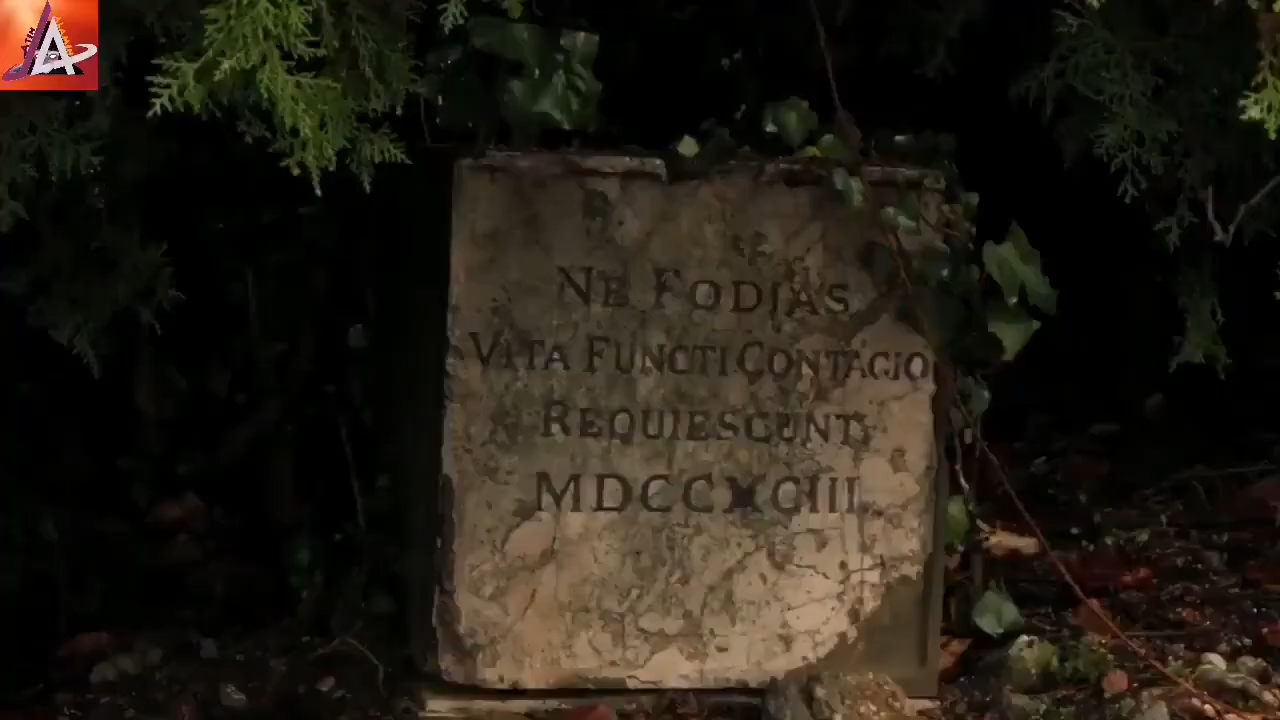 NE FODIAS
VITA FUNCTI CONTAGIO
REQUIESCUNT
MDCCXCIII